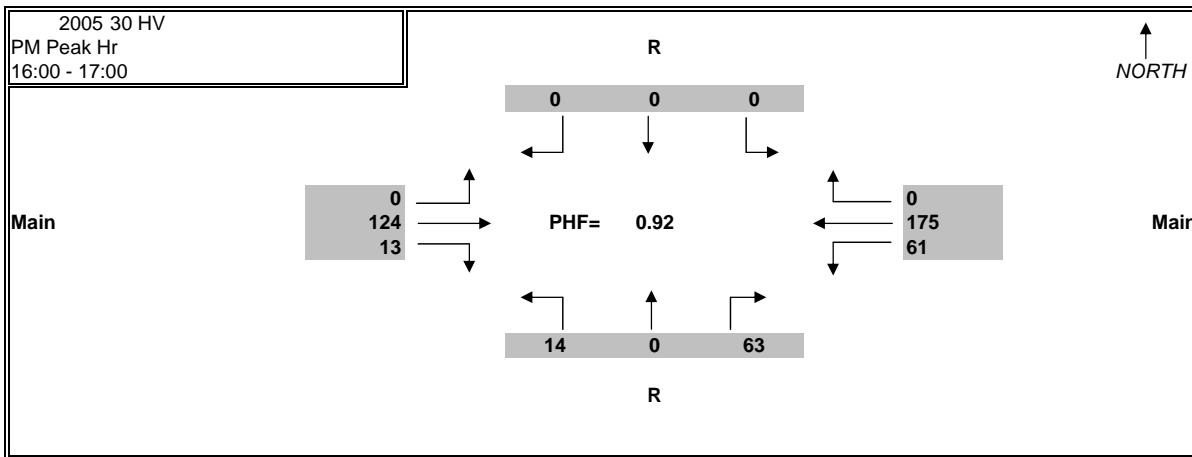 2005 30 HV
PM Peak Hr
16:00 - 17:00
R
NORTH
0 0 0
0
124
13
Main
PHF= 0.92
0
175
61
Main
14 0 63
R